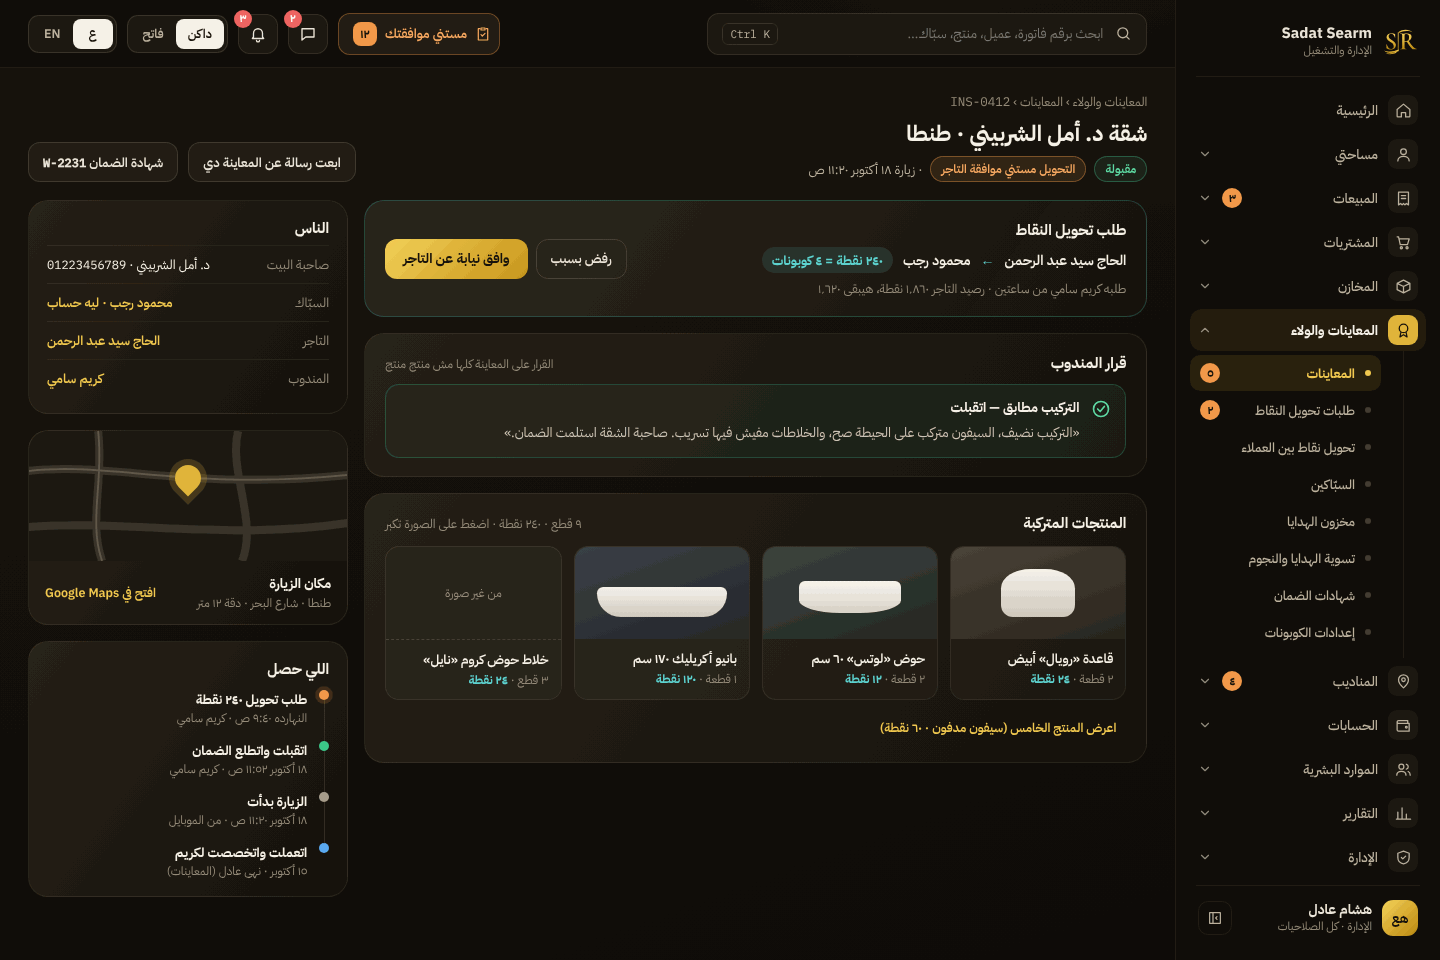 Sadat Searm
الإدارة والتشغيل
الرئيسية
مساحتي
المبيعات ٣
المشتريات
المخازن
المعاينات والولاء
المعاينات ٥
طلبات تحويل النقاط ٢
تحويل نقاط بين العملاء
السبّاكين
مخزون الهدايا
تسوية الهدايا والنجوم
شهادات الضمان
إعدادات الكوبونات
المناديب ٤
الحسابات
الموارد البشرية
التقارير
الإدارة
هع
هشام عادل
الإدارة · كل الصلاحيات
ابحث برقم فاتورة، عميل، منتج، سبّاك... Ctrl K
مستني موافقتك ١٢
٢
٣
داكن فاتح
ع EN
المعاينات والولاء › المعاينات › INS-0412
شقة د. أمل الشربيني · طنطا
مقبولة التحويل مستني موافقة التاجر · زيارة ١٨ أكتوبر ١١:٢٠ ص
ابعت رسالة عن المعاينة دي
شهادة الضمان W-2231
طلب تحويل النقاط
الحاج سيد عبد الرحمن ← محمود رجب ٢٤٠ نقطة = ٤ كوبونات
طلبه كريم سامي من ساعتين · رصيد التاجر ١,٨٦٠ نقطة، هيبقى ١,٦٢٠
رفض بسبب
وافق نيابة عن التاجر
قرار المندوب
القرار على المعاينة كلها مش منتج منتج
التركيب مطابق — اتقبلت
«التركيب نضيف، السيفون متركب على الحيطة صح، والخلاطات مفيش فيها تسريب. صاحبة الشقة استلمت الضمان.»
المنتجات المتركبة
٩ قطع · ٢٤٠ نقطة · اضغط على الصورة تكبر
قاعدة «رويال» أبيض
٢ قطعة · ٢٤ نقطة
حوض «لوتس» ٦٠ سم
٢ قطعة · ١٢ نقطة
بانيو أكريليك ١٧٠ سم
١ قطعة · ١٢٠ نقطة
من غير صورة
خلاط حوض كروم «نايل»
٣ قطع · ٢٤ نقطة
اعرض المنتج الخامس (سيفون مدفون · ٦٠ نقطة)
الناس
صاحبة البيت د. أمل الشربيني · 01223456789
السبّاك محمود رجب · ليه حساب
التاجر الحاج سيد عبد الرحمن
المندوب كريم سامي
مكان الزيارة
طنطا · شارع البحر · دقة ١٢ متر
افتح في Google Maps
اللي حصل
طلب تحويل ٢٤٠ نقطة
النهارده ٩:٤٠ ص · كريم سامي
اتقبلت واتطلع الضمان
١٨ أكتوبر ١١:٥٢ ص · كريم سامي
الزيارة بدأت
١٨ أكتوبر ١١:٢٠ ص · من الموبايل
اتعملت واتخصصت لكريم
١٥ أكتوبر · نهى عادل (المعاينات)